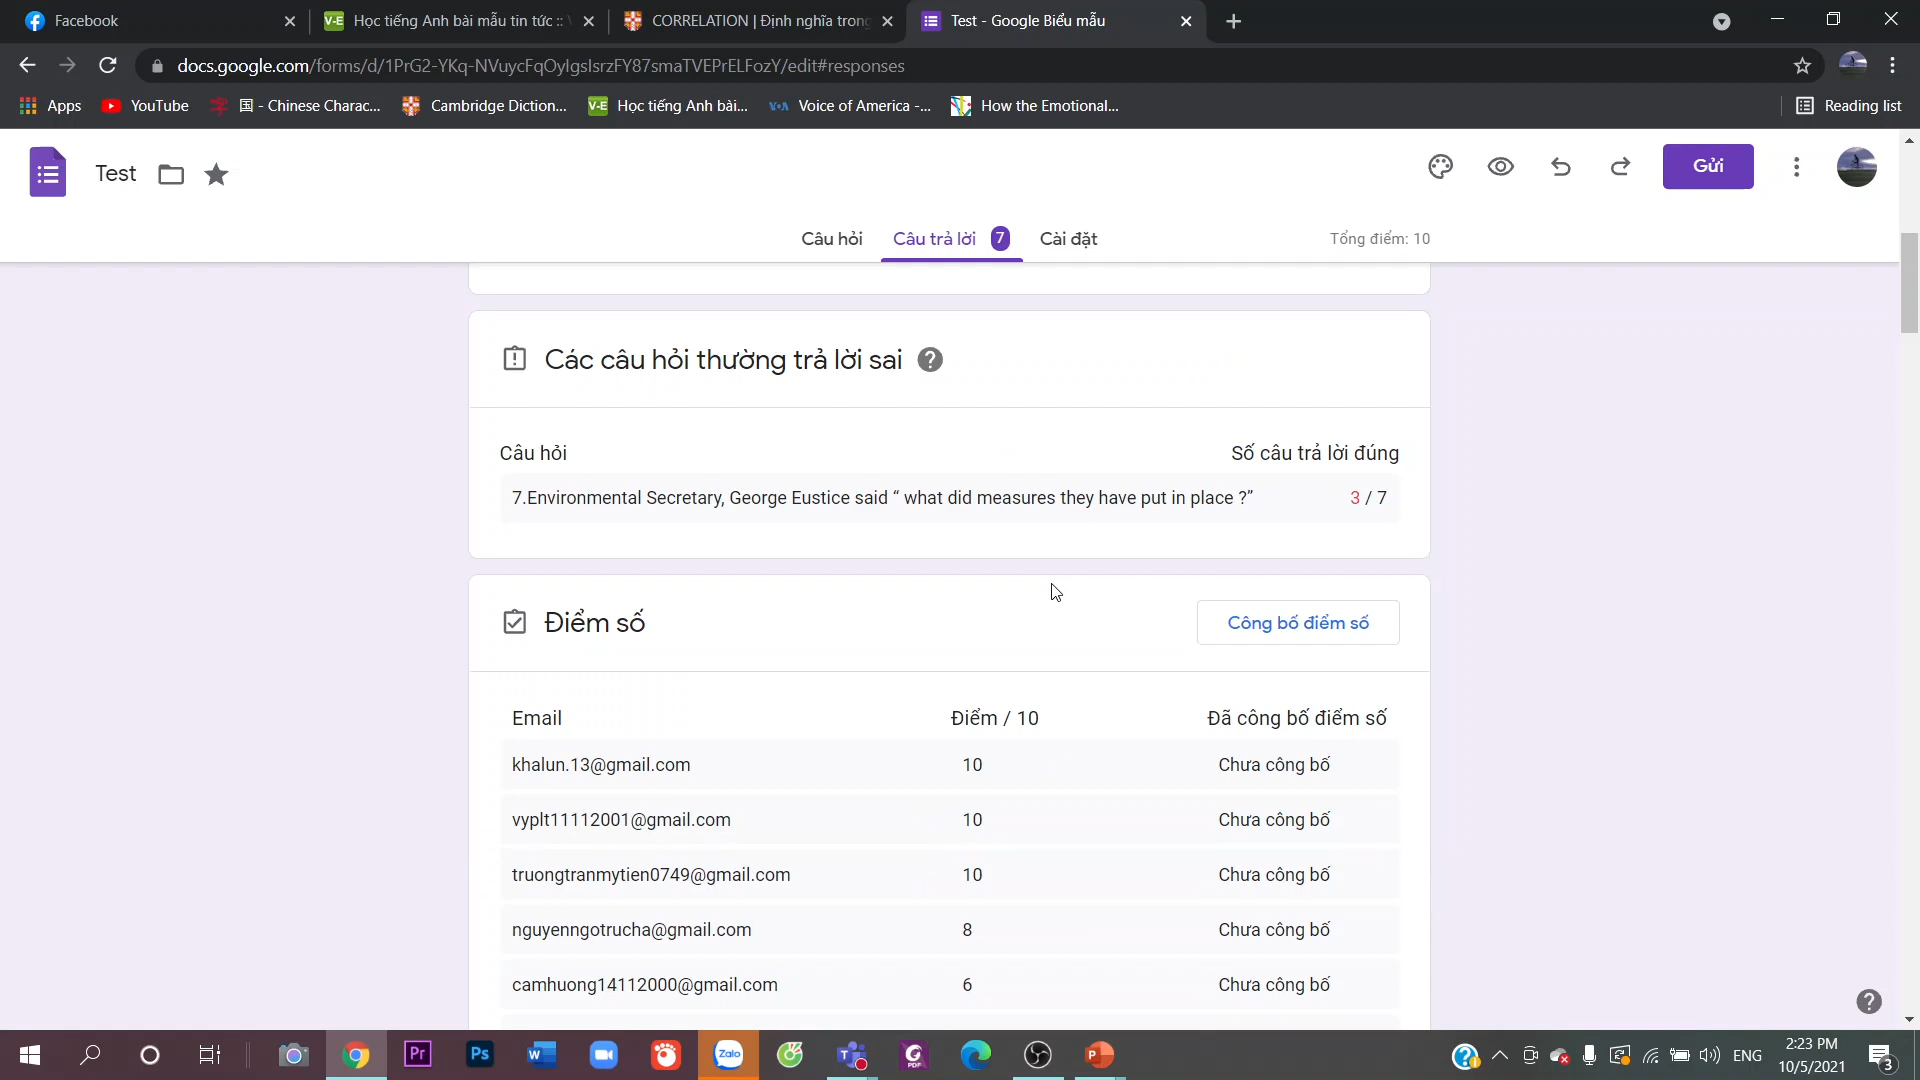 Facebook
Học tiếng Anh bài mẫu tin tức ::
CORRELATION | Định nghĩa trong
Test - Google Biểu mẫu
docs.google.com/forms/d/1PrG2-YKq-NVuycFqOyIgsIsrzFY87smaTVEPrELFozY/edit#responses
Apps
YouTube
国 - Chinese Charac...
Cambridge Diction...
Học tiếng Anh bài...
Voice of America -...
How the Emotional...
Reading list
Test
Gửi
Câu hỏi
Câu trả lời 7
Cài đặt
Tổng điểm: 10
Các câu hỏi thường trả lời sai
Câu hỏi
Số câu trả lời đúng
7.Environmental Secretary, George Eustice said “ what did measures they have put in place ?”
3 / 7
Điểm số
Công bố điểm số
Email
Điểm / 10
Đã công bố điểm số
khalun.13@gmail.com
10
Chưa công bố
vyplt11112001@gmail.com
10
Chưa công bố
truongtranmytien0749@gmail.com
10
Chưa công bố
nguyenngotrucha@gmail.com
8
Chưa công bố
camhuong14112000@gmail.com
6
Chưa công bố
ENG
2:23 PM
10/5/2021
3